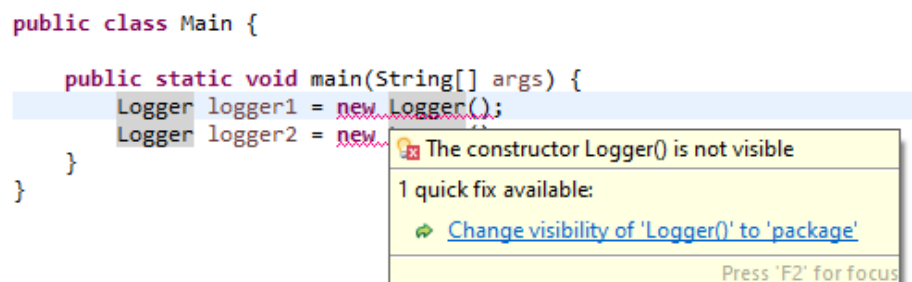 public class Main {
public static void main(String[] args) {
Logger logger1 = new Logger();
Logger logger2 = new
}
}
The constructor Logger() is not visible
1 quick fix available:
Change visibility of 'Logger()' to 'package'
Press 'F2' for focus